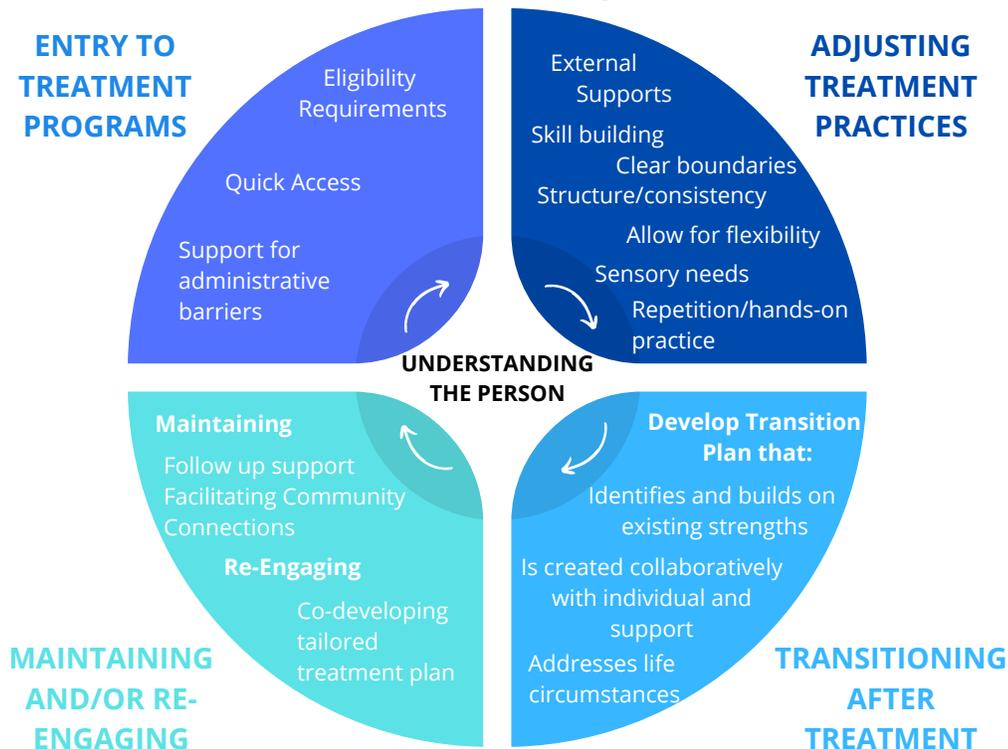 ENTRY TO
TREATMENT
PROGRAMS
Eligibility
Requirements
Quick Access
Support for
administrative
barriers
ADJUSTING
TREATMENT
PRACTICES
External
Supports
Skill building
Clear boundaries
Structure/consistency
Allow for flexibility
Sensory needs
Repetition/hands-on
practice
UNDERSTANDING
THE PERSON
Develop Transition
Plan that:
Identifies and builds on
existing strengths
Is created collaboratively
with individual and
support
Addresses life
circumstances
TRANSITIONING
AFTER
TREATMENT
Maintaining
Follow up support
Facilitating Community
Connections
Re-Engaging
Co-developing
tailored
treatment plan
MAINTAINING
AND/OR RE-
ENGAGING